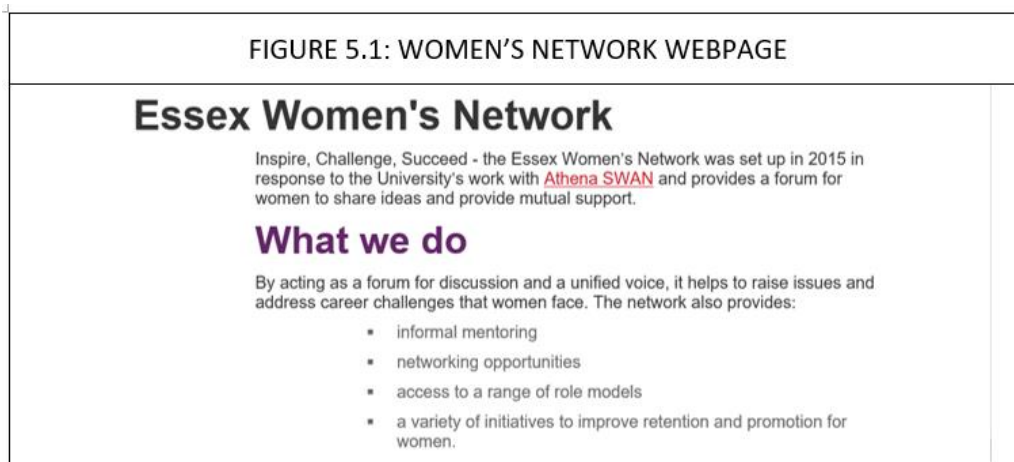 FIGURE 5.1: WOMEN’S NETWORK WEBPAGE
Essex Women's Network
Inspire, Challenge, Succeed - the Essex Women's Network was set up in 2015 in
response to the University's work with Athena SWAN and provides a forum for
women to share ideas and provide mutual support.
What we do
By acting as a forum for discussion and a unified voice, it helps to raise issues and
address career challenges that women face. The network also provides:
▪ informal mentoring
▪ networking opportunities
▪ access to a range of role models
▪ a variety of initiatives to improve retention and promotion for
women.